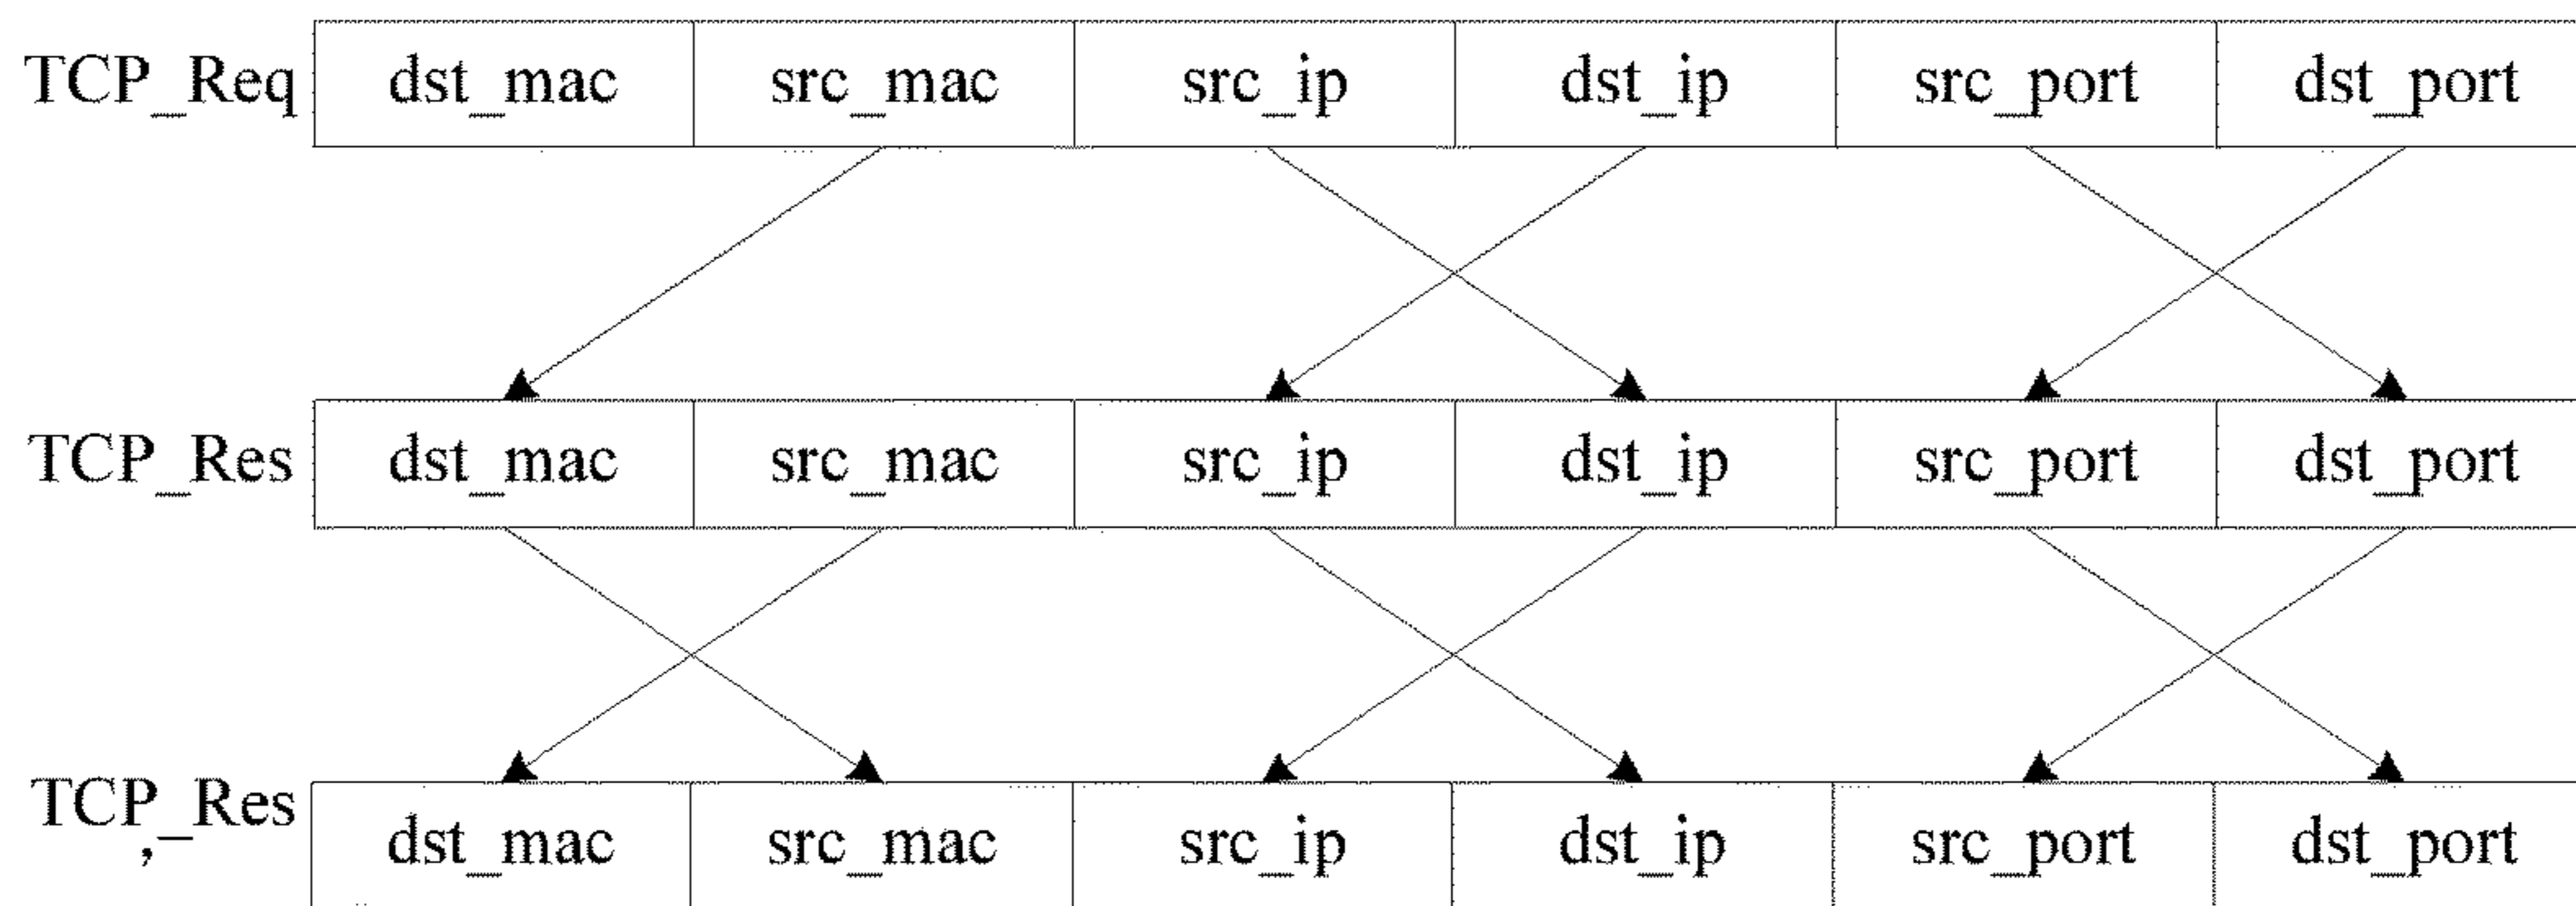 TCP_Req dst_mac src_mac src_ip dst_ip src_port dst_port
TCP_Res dst_mac src_mac src_ip dst_ip src_port dst_port
TCP_Res
, dst_mac src_mac src_ip dst_ip src_port dst_port